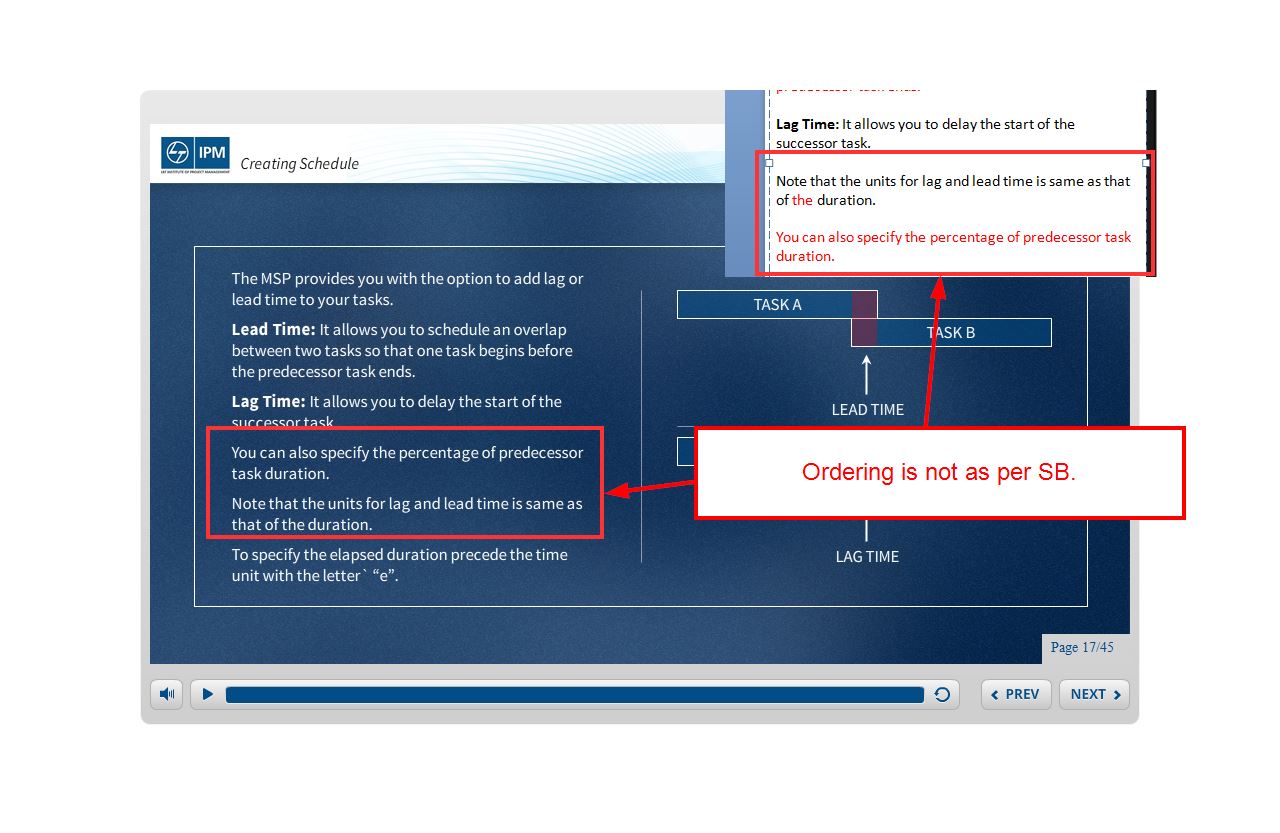 predecessor task ends.
Lag Time: It allows you to delay the start of the
successor task.
Note that the units for lag and lead time is same as that
of the duration.
You can also specify the percentage of predecessor task
duration.
IPM
L&T INSTITUTE OF PROJECT MANAGEMENT
Creating Schedule
The MSP provides you with the option to add lag or
lead time to your tasks.
Lead Time: It allows you to schedule an overlap
between two tasks so that one task begins before
the predecessor task ends.
Lag Time: It allows you to delay the start of the
successor task
You can also specify the percentage of predecessor
task duration.
Note that the units for lag and lead time is same as
that of the duration.
To specify the elapsed duration precede the time
unit with the letter` “e”.
TASK A
TASK B
LEAD TIME
Ordering is not as per SB.
LAG TIME
Page 17/45
PREV
NEXT